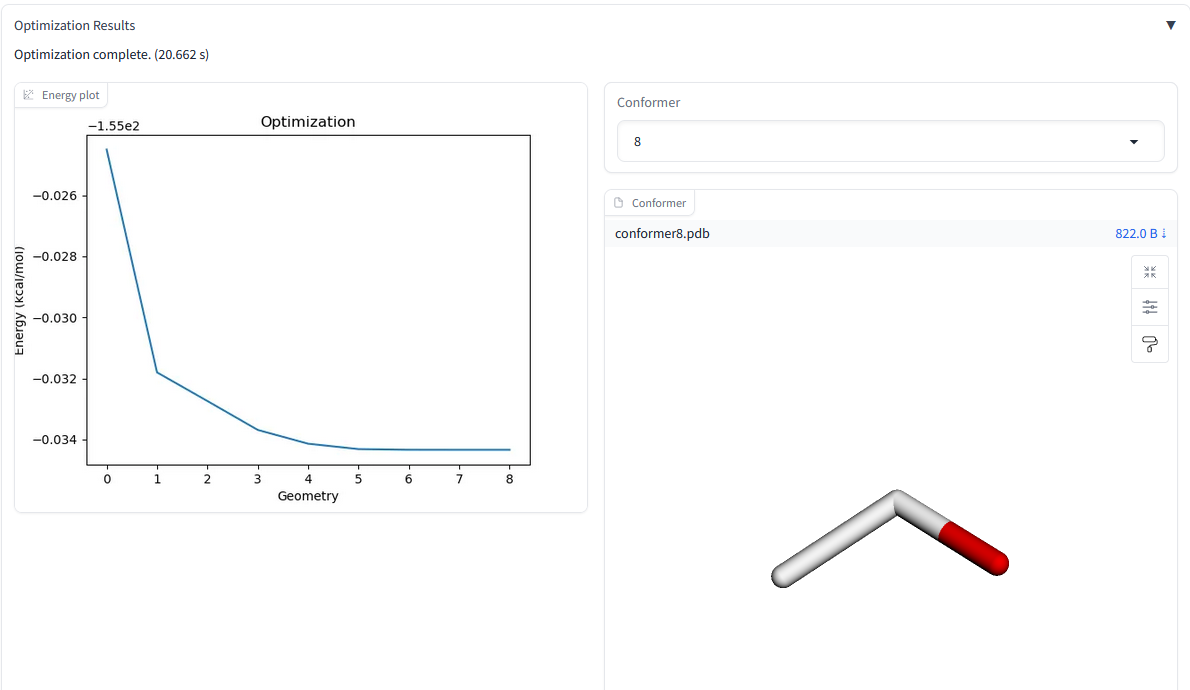 Optimization Results
▼
Optimization complete. (20.662 s)
Energy plot
−1.55e2
Optimization
−0.026
−0.028
−0.030
−0.032
−0.034
Energy (kcal/mol)
0 1 2 3 4 5 6 7 8
Geometry
Conformer
8
Conformer
conformer8.pdb
822.0 B ⇣